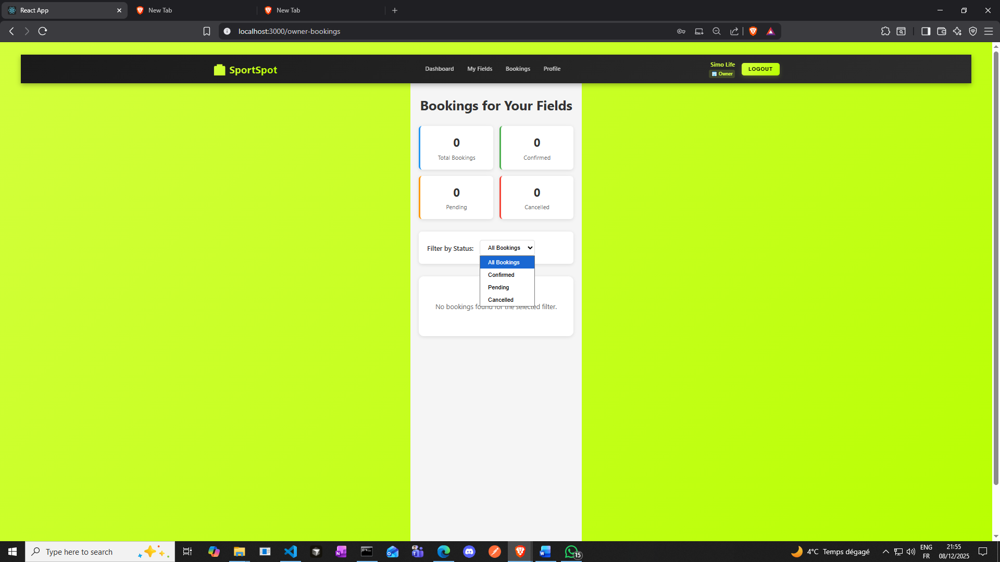 React App
New Tab
New Tab
localhost:3000/owner-bookings
SportSpot
Dashboard
My Fields
Bookings
Profile
Simo Life
Owner
LOGOUT
Bookings for Your Fields
0
Total Bookings
0
Confirmed
0
Pending
0
Cancelled
Filter by Status:
All Bookings
All Bookings
Confirmed
Pending
Cancelled
No bookings found for the selected filter.
Type here to search
15
4°C Temps dégagé
ENG
FR
21:55
08/12/2025